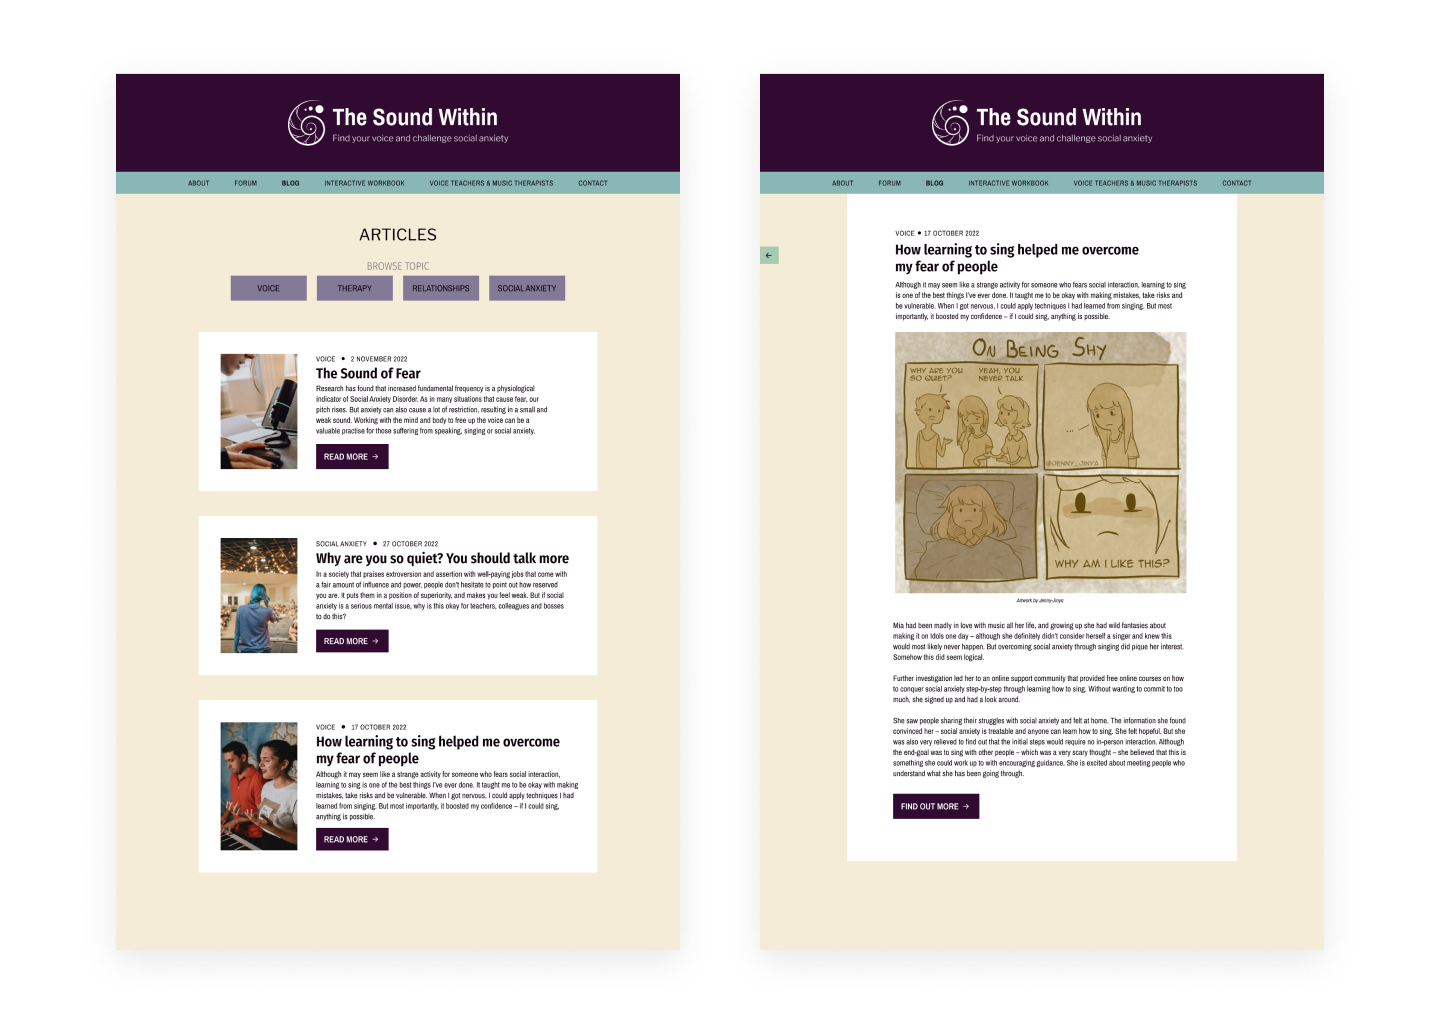 The Sound Within
Find your voice and challenge social anxiety
ABOUT FORUM BLOG INTERACTIVE WORKBOOK VOICE TEACHERS & MUSIC THERAPISTS CONTACT
ARTICLES
BROWSE TOPIC
VOICE THERAPY RELATIONSHIPS SOCIAL ANXIETY
VOICE ● 2 NOVEMBER 2022
The Sound of Fear
Research has found that increased fundamental frequency is a physiological
indicator of Social Anxiety Disorder. As in many situations that cause fear, our
pitch rises. But anxiety can also cause a lot of restriction, resulting in a small and
weak sound. Working with the mind and body to free up the voice can be a
valuable practise for those suffering from speaking, singing or social anxiety.
READ MORE →
SOCIAL ANXIETY ● 27 OCTOBER 2022
Why are you so quiet? You should talk more
In a society that praises extroversion and assertion with well-paying jobs that come with
a fair amount of influence and power, people don't hesitate to point out how reserved
you are. It puts them in a position of superiority, and makes you feel weak. But if social
anxiety is a serious mental issue, why is this okay for teachers, colleagues and bosses
to do this?
READ MORE →
VOICE ● 17 OCTOBER 2022
How learning to sing helped me overcome
my fear of people
Although it may seem like a strange activity for someone who fears social interaction,
learning to sing is one of the best things I've ever done. It taught me to be okay with making
mistakes, take risks and be vulnerable. When I got nervous, I could apply techniques I had
learned from singing. But most importantly, it boosted my confidence – if I could sing,
anything is possible.
READ MORE →
The Sound Within
Find your voice and challenge social anxiety
ABOUT FORUM BLOG INTERACTIVE WORKBOOK VOICE TEACHERS & MUSIC THERAPISTS CONTACT
←
VOICE ● 17 OCTOBER 2022
How learning to sing helped me overcome
my fear of people
Although it may seem like a strange activity for someone who fears social interaction, learning to sing
is one of the best things I've ever done. It taught me to be okay with making mistakes, take risks and
be vulnerable. When I got nervous, I could apply techniques I had learned from singing. But most
importantly, it boosted my confidence – if I could sing, anything is possible.
ON BEING SHY
WHY ARE YOU
SO QUIET?
YEAH, YOU
NEVER TALK
...
@JENNY_JINYA
WHY AM I LIKE THIS?
Artwork by Jenny-Jinya
Mia had been madly in love with music all her life, and growing up she had wild fantasies about
making it on Idols one day – although she definitely didn't consider herself a singer and knew this
would most likely never happen. But overcoming social anxiety through singing did pique her interest.
Somehow this did seem logical.
Further investigation led her to an online support community that provided free online courses on how
to conquer social anxiety step-by-step through learning how to sing. Without wanting to commit to too
much, she signed up and had a look around.
She saw people sharing their struggles with social anxiety and felt at home. The information she found
convinced her – social anxiety is treatable and anyone can learn how to sing. She felt hopeful. But she
was also very relieved to find out that the initial steps would require no in-person interaction. Although
the end-goal was to sing with other people – which was a very scary thought – she believed that this is
something she could work up to with encouraging guidance. She is excited about meeting people who
understand what she has been going through.
FIND OUT MORE →